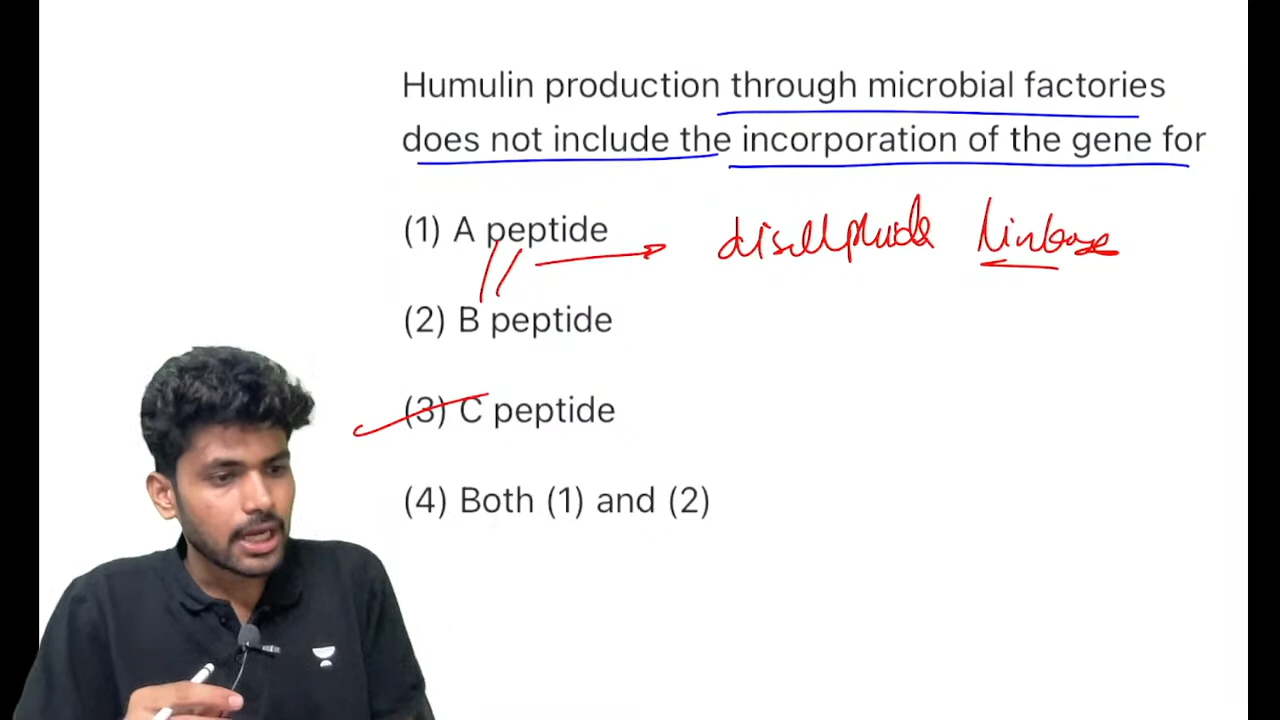 Humulin production through microbial factories
does not include the incorporation of the gene for
(1) A peptide
linkage
(2) B peptide
(3) C peptide
(4) Both (1) and (2)